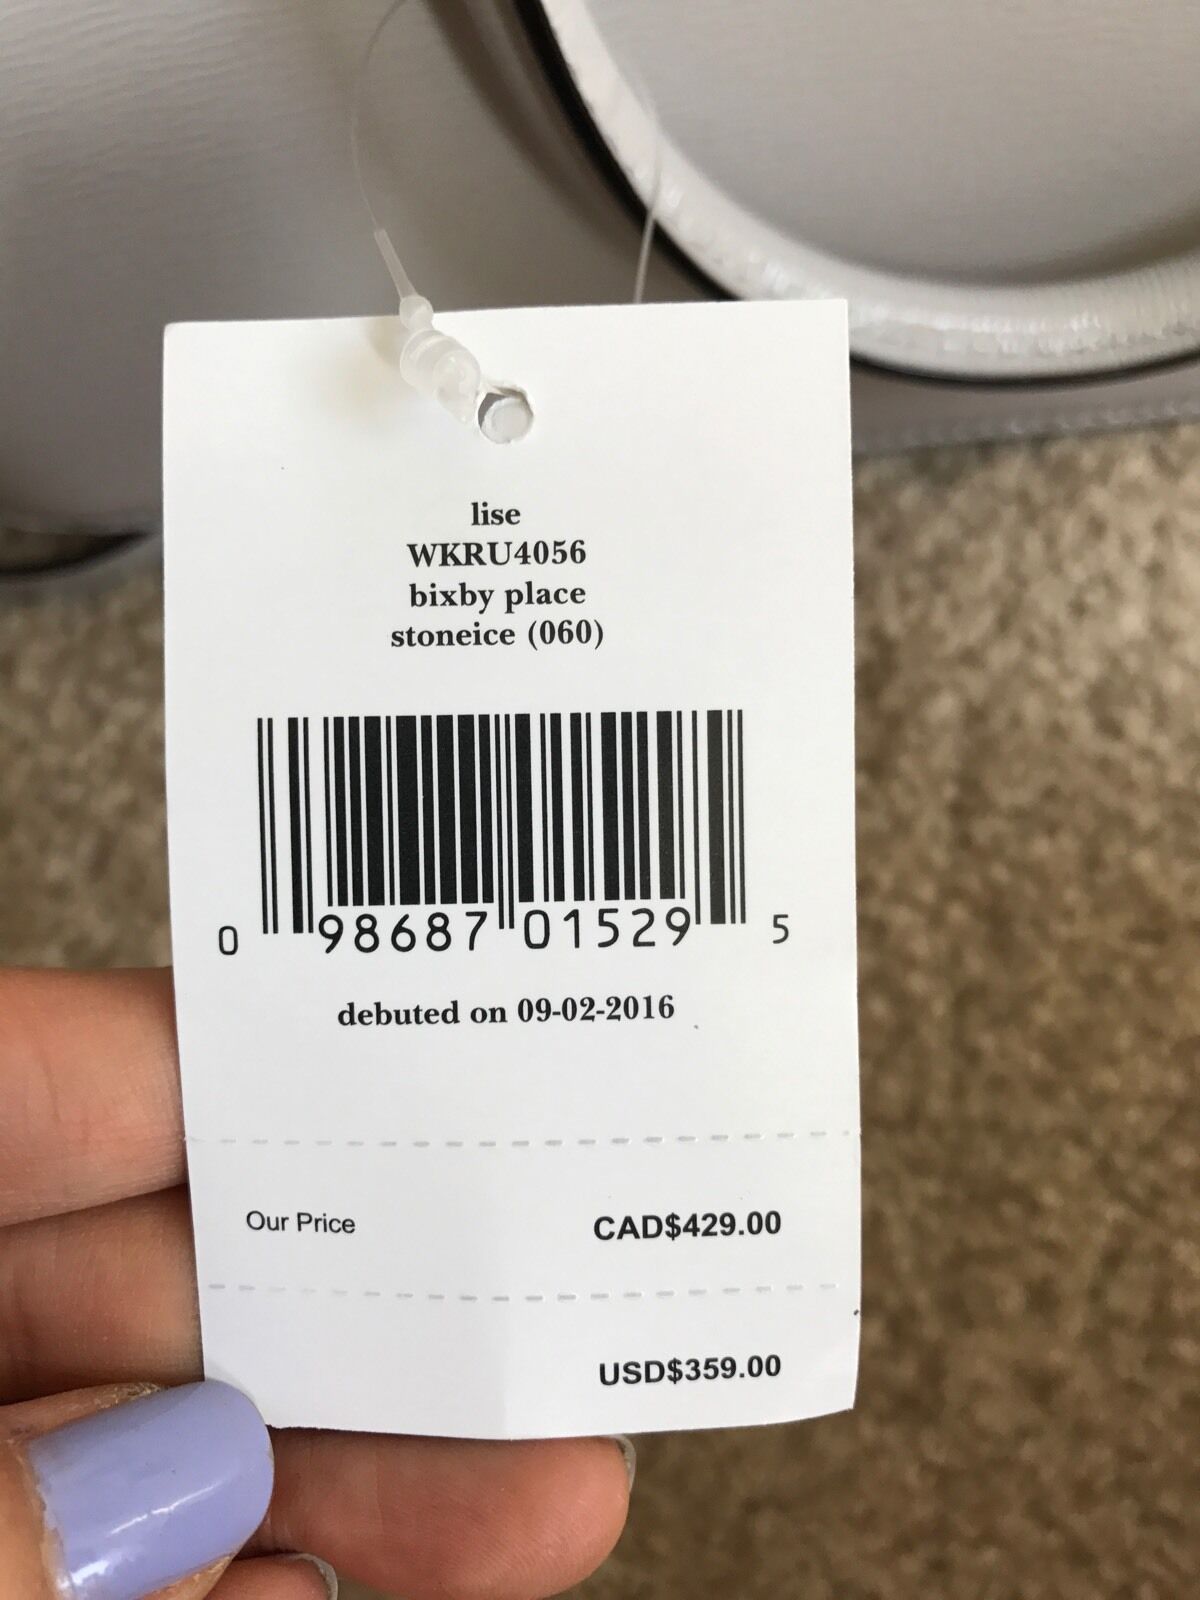 lise
WKRU4056
bixby place
stoneice (060)
0 98687 01529 5
debuted on 09-02-2016
Our Price CAD$429.00
USD$359.00